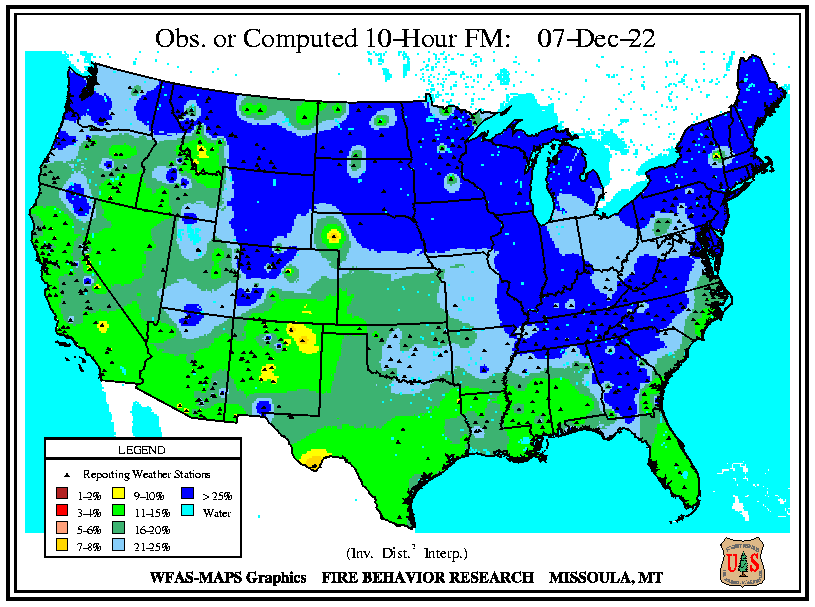 Obs. or Computed 10-Hour FM: 07-Dec-22
LEGEND
Reporting Weather Stations
1-2% 9-10% > 25%
3-4% 11-15% Water
5-6% 16-20%
7-8% 21-25%
(Inv. Dist.² Interp.)
WFAS-MAPS Graphics FIRE BEHAVIOR RESEARCH MISSOULA, MT
U S